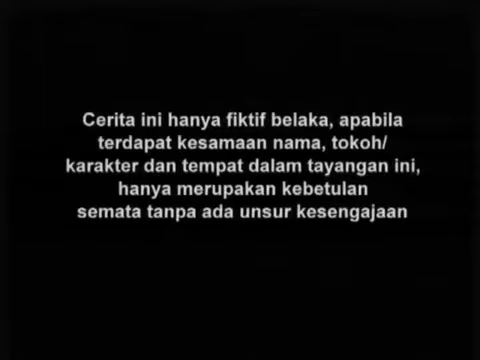 Cerita ini hanya fiktif belaka, apabila
terdapat kesamaan nama, tokoh/
karakter dan tempat dalam tayangan ini,
hanya merupakan kebetulan
semata tanpa ada unsur kesengajaan